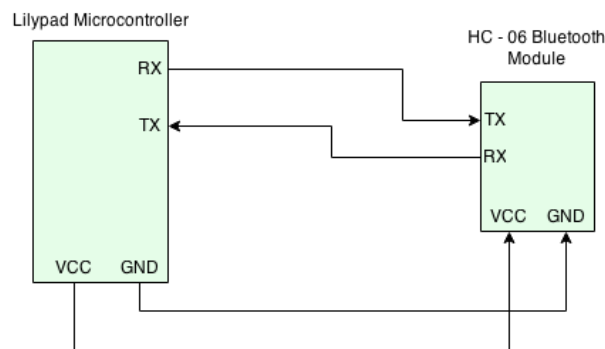 Lilypad Microcontroller
HC - 06 Bluetooth
Module
RX
TX
TX
RX
VCC GND
VCC GND